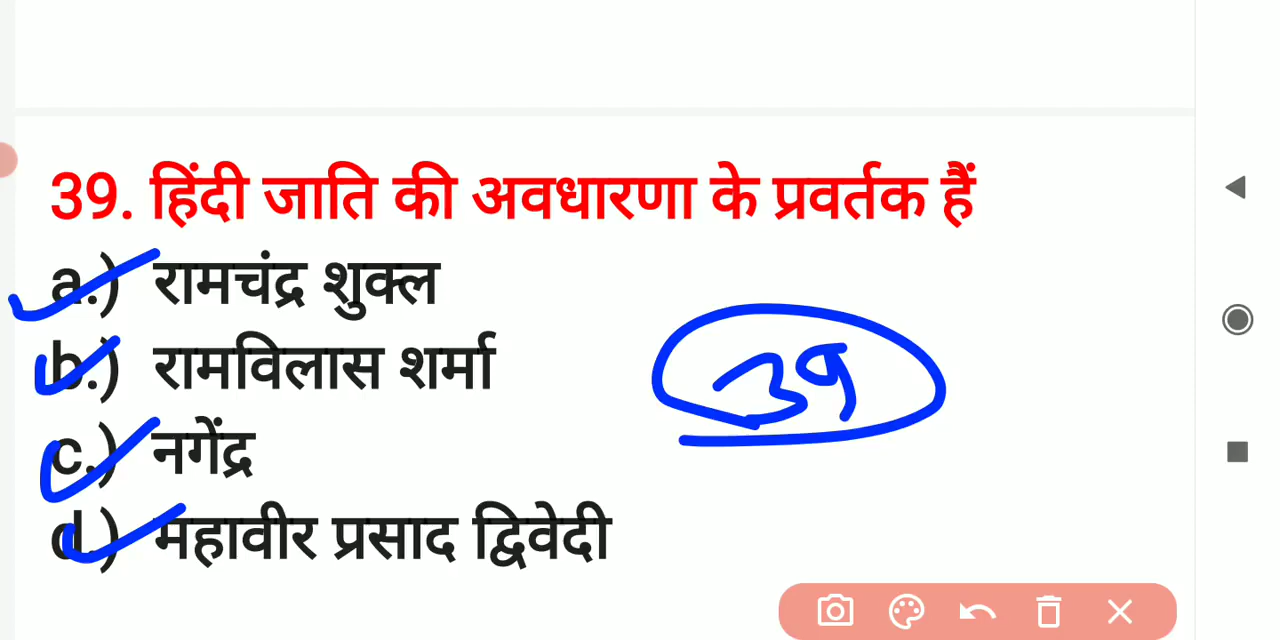 39. हिंदी जाति की अवधारणा के प्रवर्तक हैं
a.) रामचंद्र शुक्ल
b.) रामविलास शर्मा
39
c.) नगेंद्र
d.) महावीर प्रसाद द्विवेदी